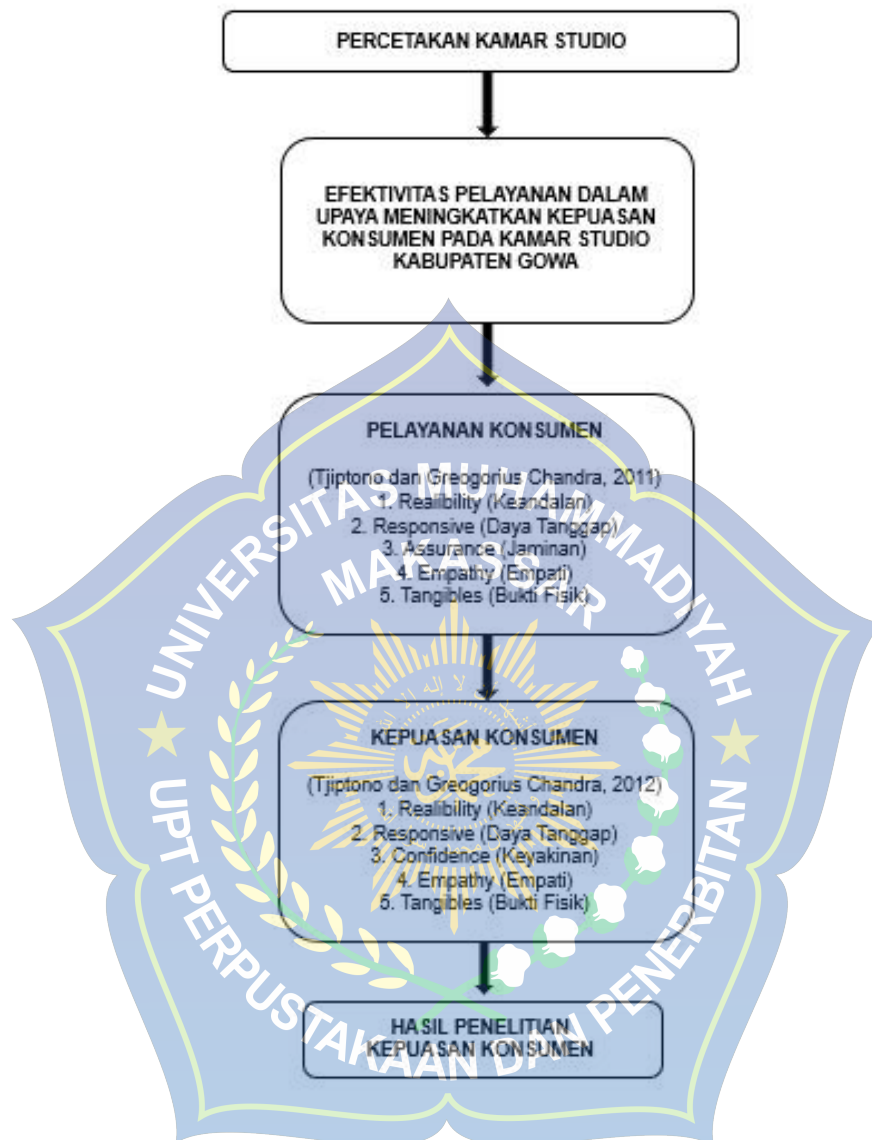 PERCETAKAN KAMAR STUDIO
EFEKTIVITAS PELAYANAN DALAM
UPAYA MENINGKATKAN KEPUASAN
KONSUMEN PADA KAMAR STUDIO
KABUPATEN GOWA
PELAYANAN KONSUMEN
(Tjiptono dan Greogorius Chandra, 2011)
1. Realibility (Keandalan)
2. Responsive (Daya Tanggap)
3. Assurance (Jaminan)
4. Empathy (Empati)
5. Tangibles (Bukti Fisik)
KEPUASAN KONSUMEN
(Tjiptono dan Greogorius Chandra, 2012)
1. Realibility (Keandalan)
2. Responsive (Daya Tanggap)
3. Confidence (Keyakinan)
4. Empathy (Empati)
5. Tangibles (Bukti Fisik)
HASIL PENELITIAN
KEPUASAN KONSUMEN
UNIVERSITAS MUHAMMADIYAH
MAKASSAR
UPT PERPUSTAKAAN DAN PENERBITAN